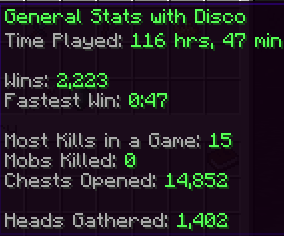 General Stats with Disco
Time Played: 116 hrs, 47 min
Wins: 2,223
Fastest Win: 0:47
Most Kills in a Game: 15
Mobs Killed: 0
Chests Opened: 14,852
Heads Gathered: 1,402